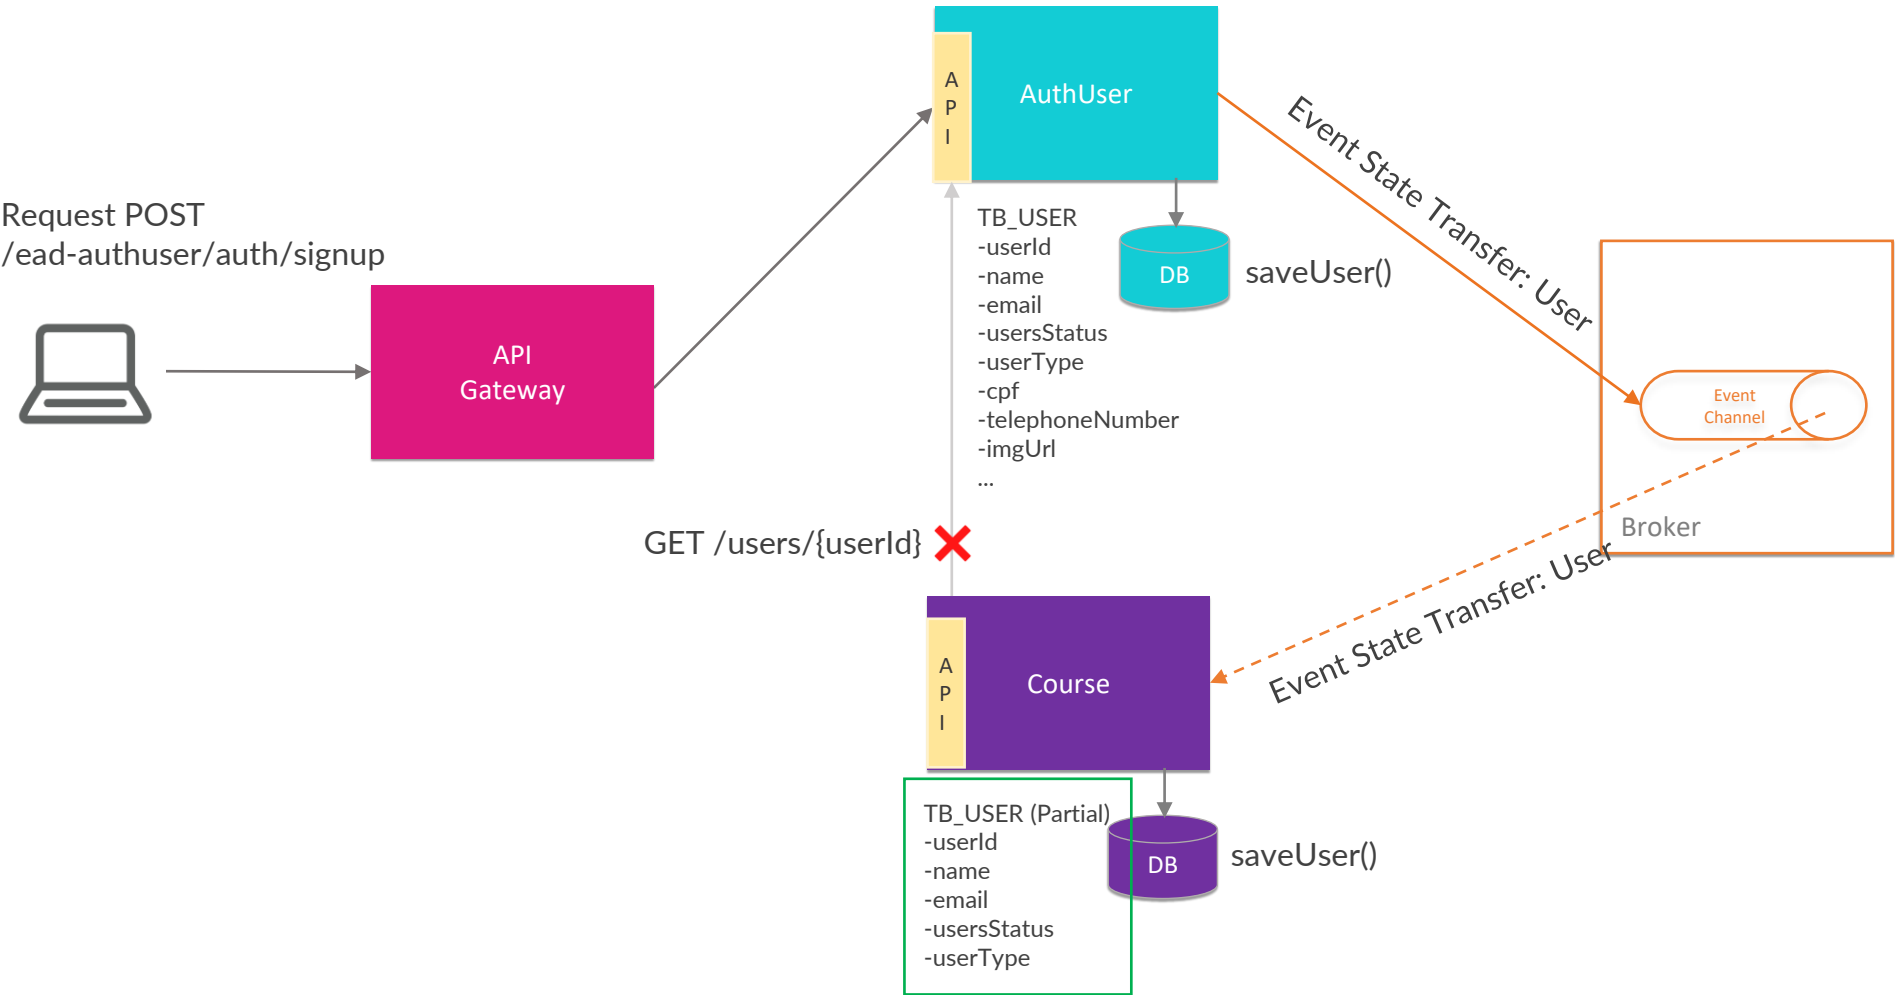 A
P
I
AuthUser
Event State Transfer: User
Request POST
/ead-authuser/auth/signup
TB_USER
-userId
-name
-email
-usersStatus
-userType
-cpf
-telephoneNumber
-imgUrl
...
DB
saveUser()
API
Gateway
Event
Channel
Broker
GET /users/{userId}
Event State Transfer: User
A
P
I
Course
TB_USER (Partial)
-userId
-name
-email
-usersStatus
-userType
DB
saveUser()